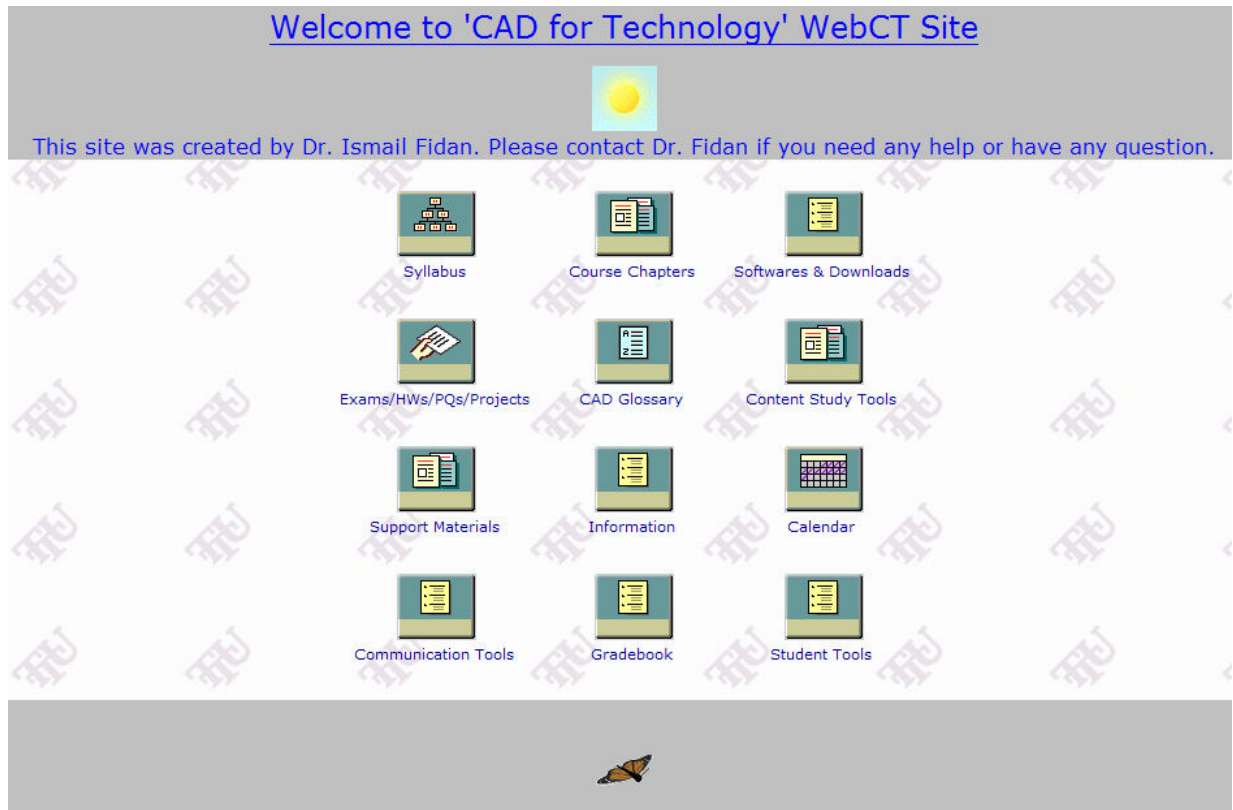 Welcome to 'CAD for Technology' WebCT Site
This site was created by Dr. Ismail Fidan. Please contact Dr. Fidan if you need any help or have any question.
Syllabus
Course Chapters
Softwares & Downloads
A
Z
Exams/HWs/PQs/Projects
CAD Glossary
Content Study Tools
Support Materials
Information
Calendar
Communication Tools
Gradebook
Student Tools